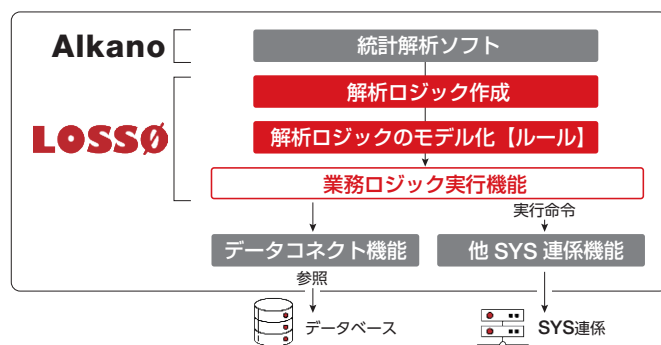 Alkano
統計解析ソフト
解析ロジック作成
LOSSØ
解析ロジックのモデル化【ルール】
業務ロジック実行機能
実行命令
データコネクト機能
他 SYS 連係機能
参照
データベース
SYS連係